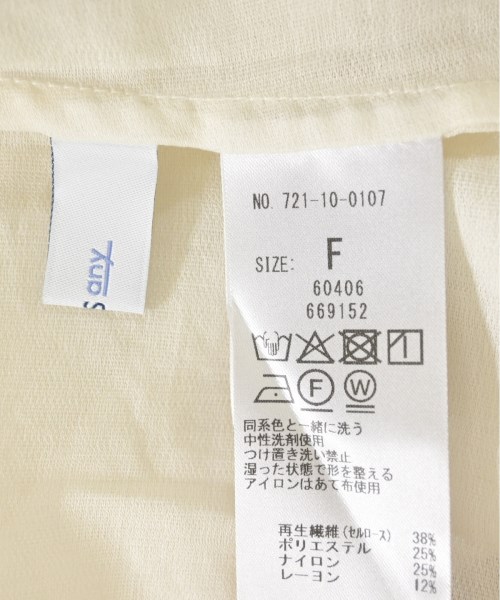 s any
NO. 721-10-0107
SIZE: F
60406
669152
F W
同系色と一緒に洗う
中性洗剤使用
つけ置き洗い禁止
湿った状態で形を整える
アイロンはあて布使用
再生繊維(セルロース) 38%
ポリエステル 25%
ナイロン 25%
レーヨン 12%